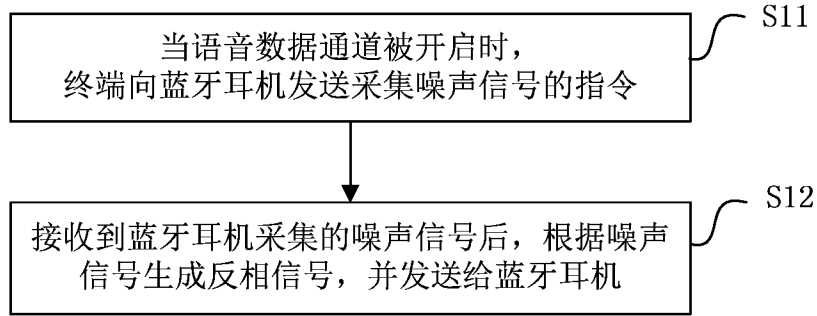 当语音数据通道被开启时，
终端向蓝牙耳机发送采集噪声信号的指令
S11
接收到蓝牙耳机采集的噪声信号后，根据噪声
信号生成反相信号，并发送给蓝牙耳机
S12